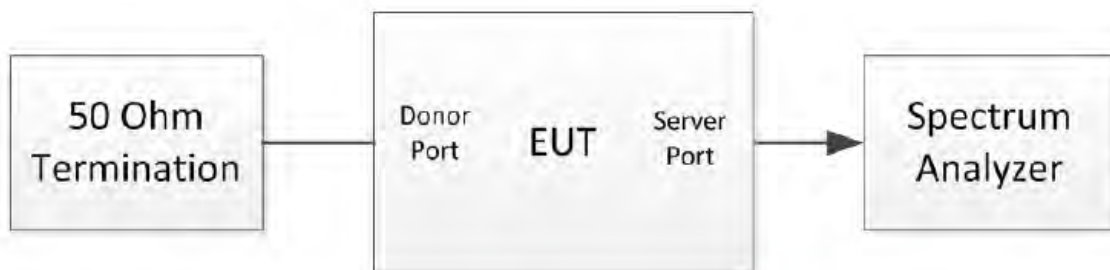 50 Ohm
Termination
Donor
Port
EUT
Server
Port
Spectrum
Analyzer